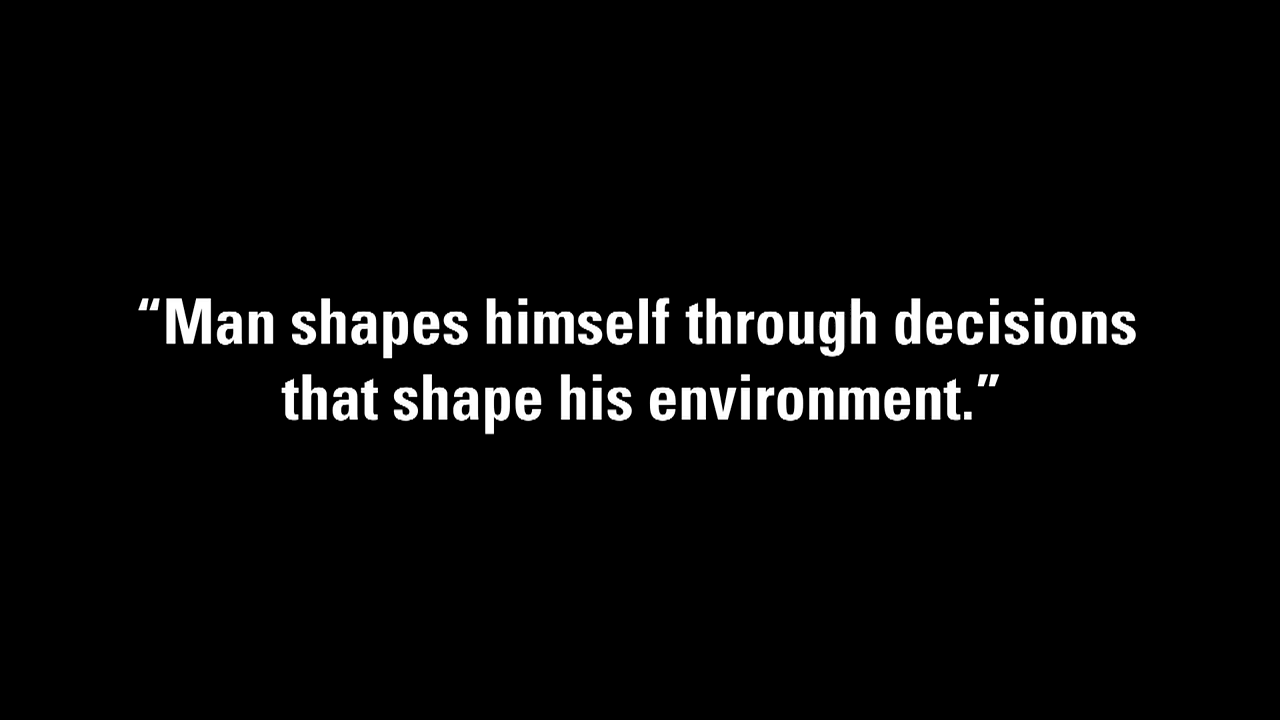 “Man shapes himself through decisions
that shape his environment.”